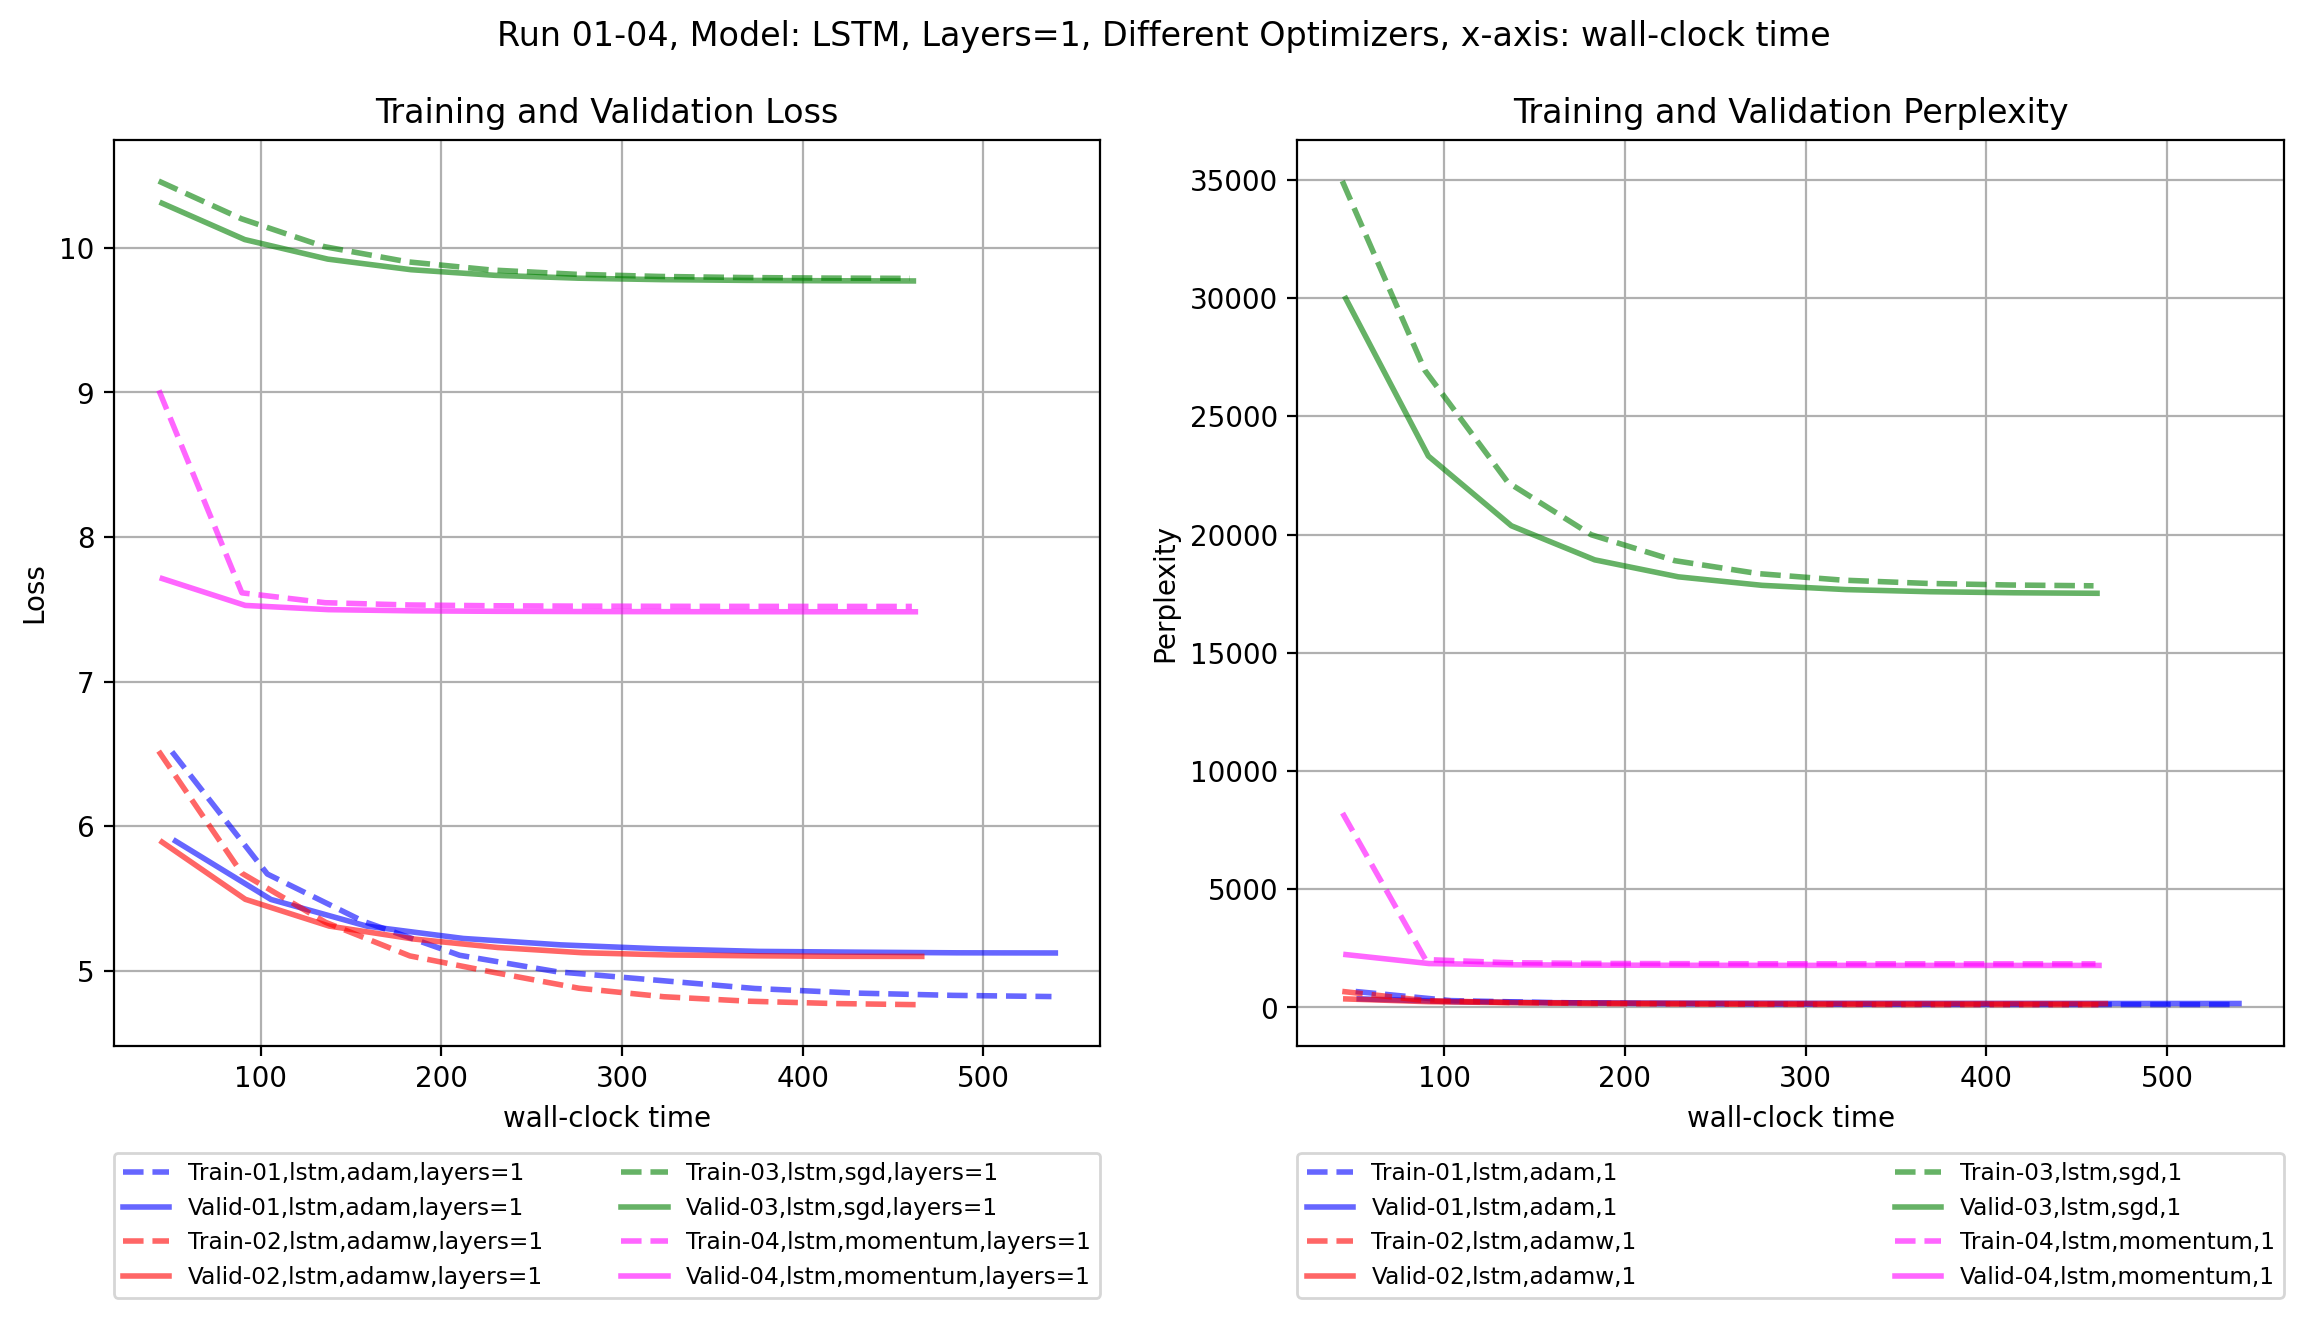 Run 01-04, Model: LSTM, Layers=1, Different Optimizers, x-axis: wall-clock time
Training and Validation Loss
10
9
8
7
6
5
Loss
100 200 300 400 500
wall-clock time
Train-01,lstm,adam,layers=1
Valid-01,lstm,adam,layers=1
Train-02,lstm,adamw,layers=1
Valid-02,lstm,adamw,layers=1
Train-03,lstm,sgd,layers=1
Valid-03,lstm,sgd,layers=1
Train-04,lstm,momentum,layers=1
Valid-04,lstm,momentum,layers=1
Training and Validation Perplexity
35000
30000
25000
20000
15000
10000
5000
0
Perplexity
100 200 300 400 500
wall-clock time
Train-01,lstm,adam,1
Valid-01,lstm,adam,1
Train-02,lstm,adamw,1
Valid-02,lstm,adamw,1
Train-03,lstm,sgd,1
Valid-03,lstm,sgd,1
Train-04,lstm,momentum,1
Valid-04,lstm,momentum,1